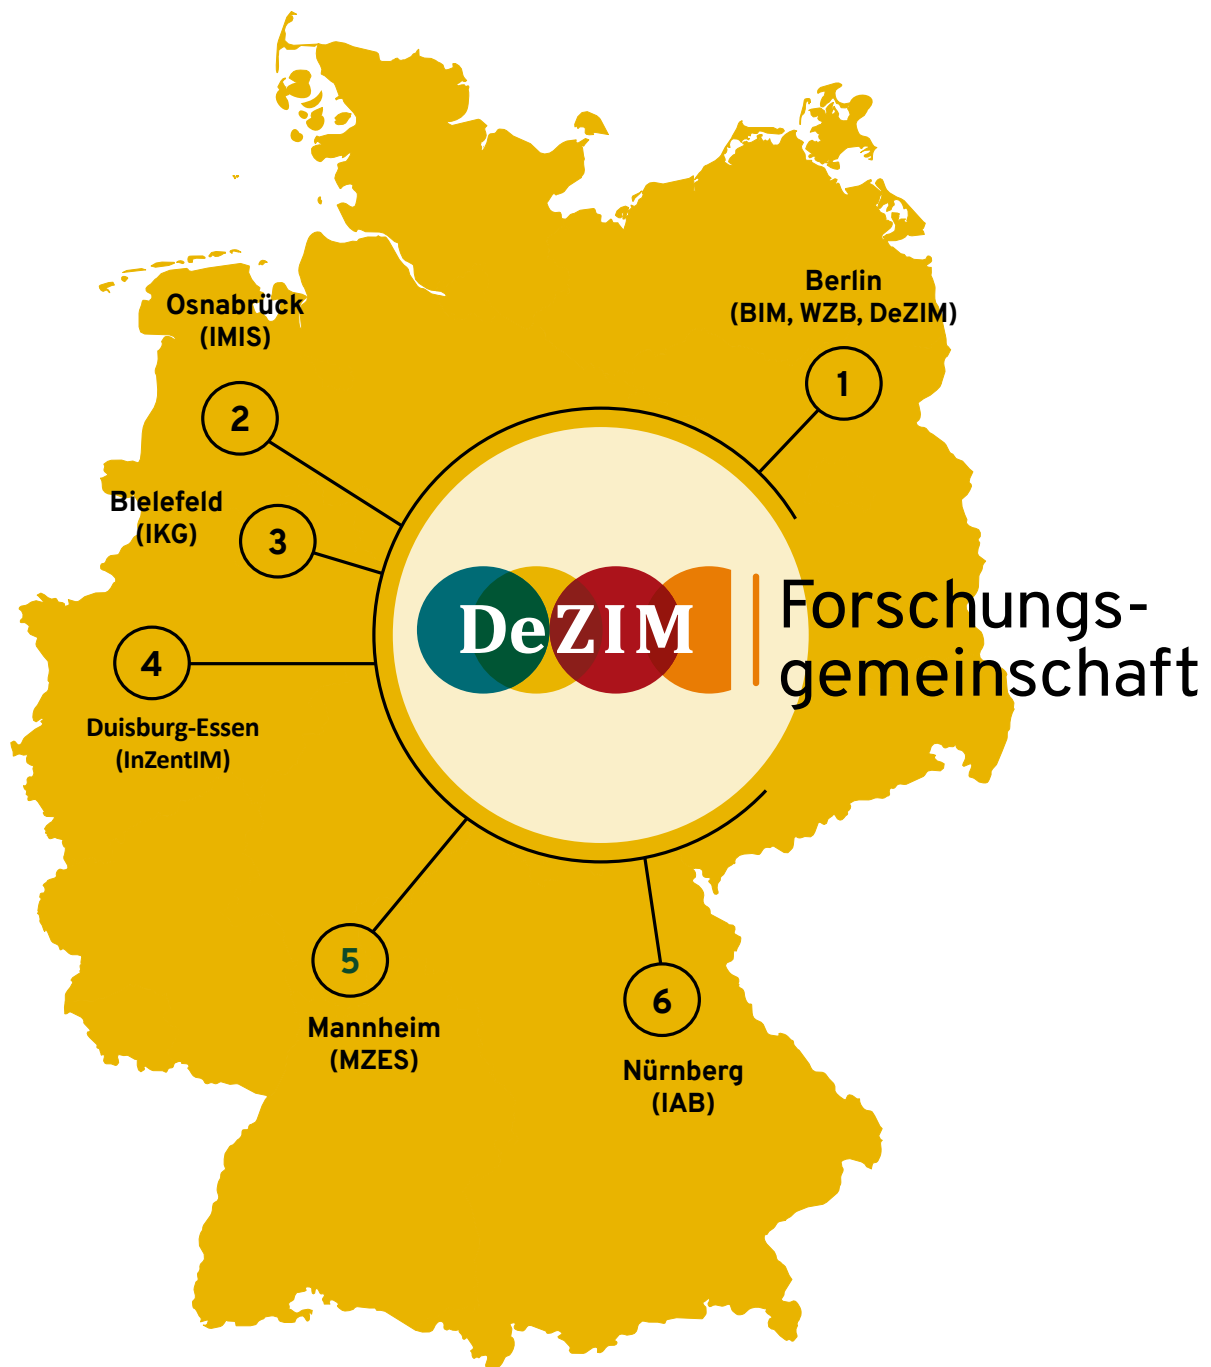 Berlin
(BIM, WZB, DeZIM)
1
Osnabrück
(IMIS)
2
Bielefeld
(IKG)
3
DeZIM
Forschungs-
gemeinschaft
4
Duisburg-Essen
(InZentIM)
5
Mannheim
(MZES)
6
Nürnberg
(IAB)